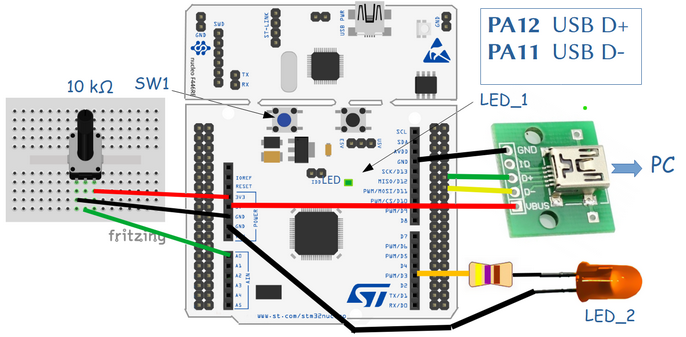 PA12 USB D+
PA11 USB D-
GND
SWD
ST-LINK
USB PWR
GND
nucleo F446RE
TX
RX
10 kΩ
SW1
LED_1
SCL
SDA
AVDD
GND
SCK/D13
MISO/D12
PWM/MOSI/D11
PWM/CS/D10
PWM/D9
D8
LED
IOREF
RESET
3V3
5V
GND
GND
POWER
D7
PWM/D6
PWM/D5
D4
PWM/D3
D2
TX/D1
RX/D0
A0
A1
A2
A3
A4
A5
AIN
GND
ID
D+
D-
VBUS
PC
fritzing
ST
www.st.com/stm32nucleo
LED_2